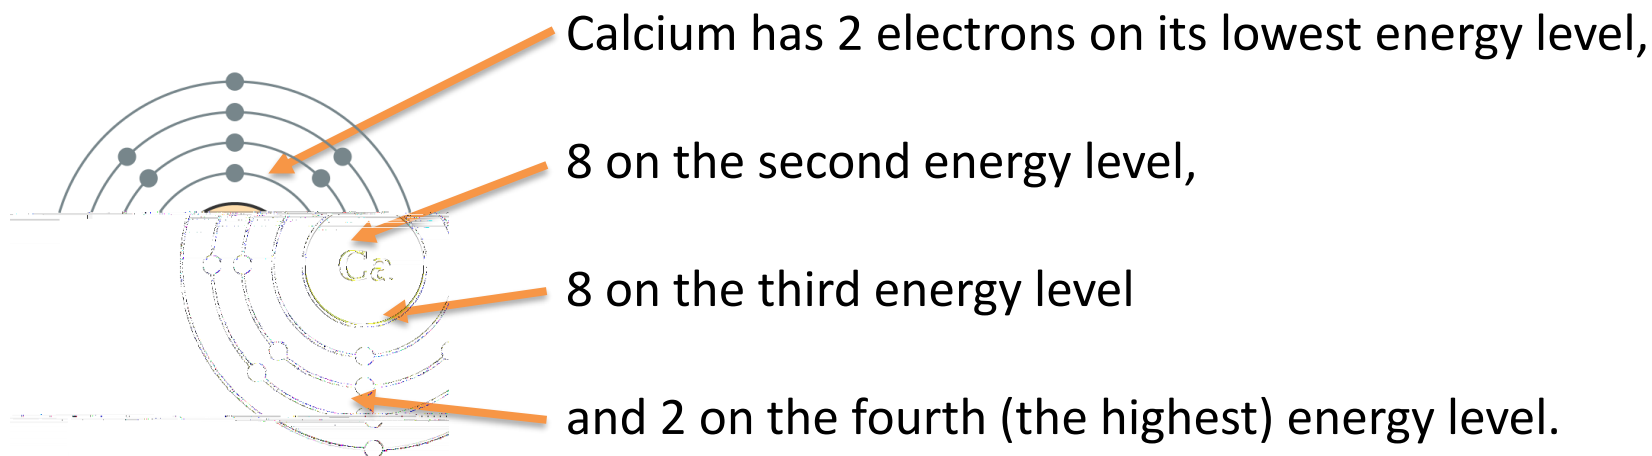 Calcium has 2 electrons on its lowest energy level,
8 on the second energy level,
Ca
8 on the third energy level
and 2 on the fourth (the highest) energy level.